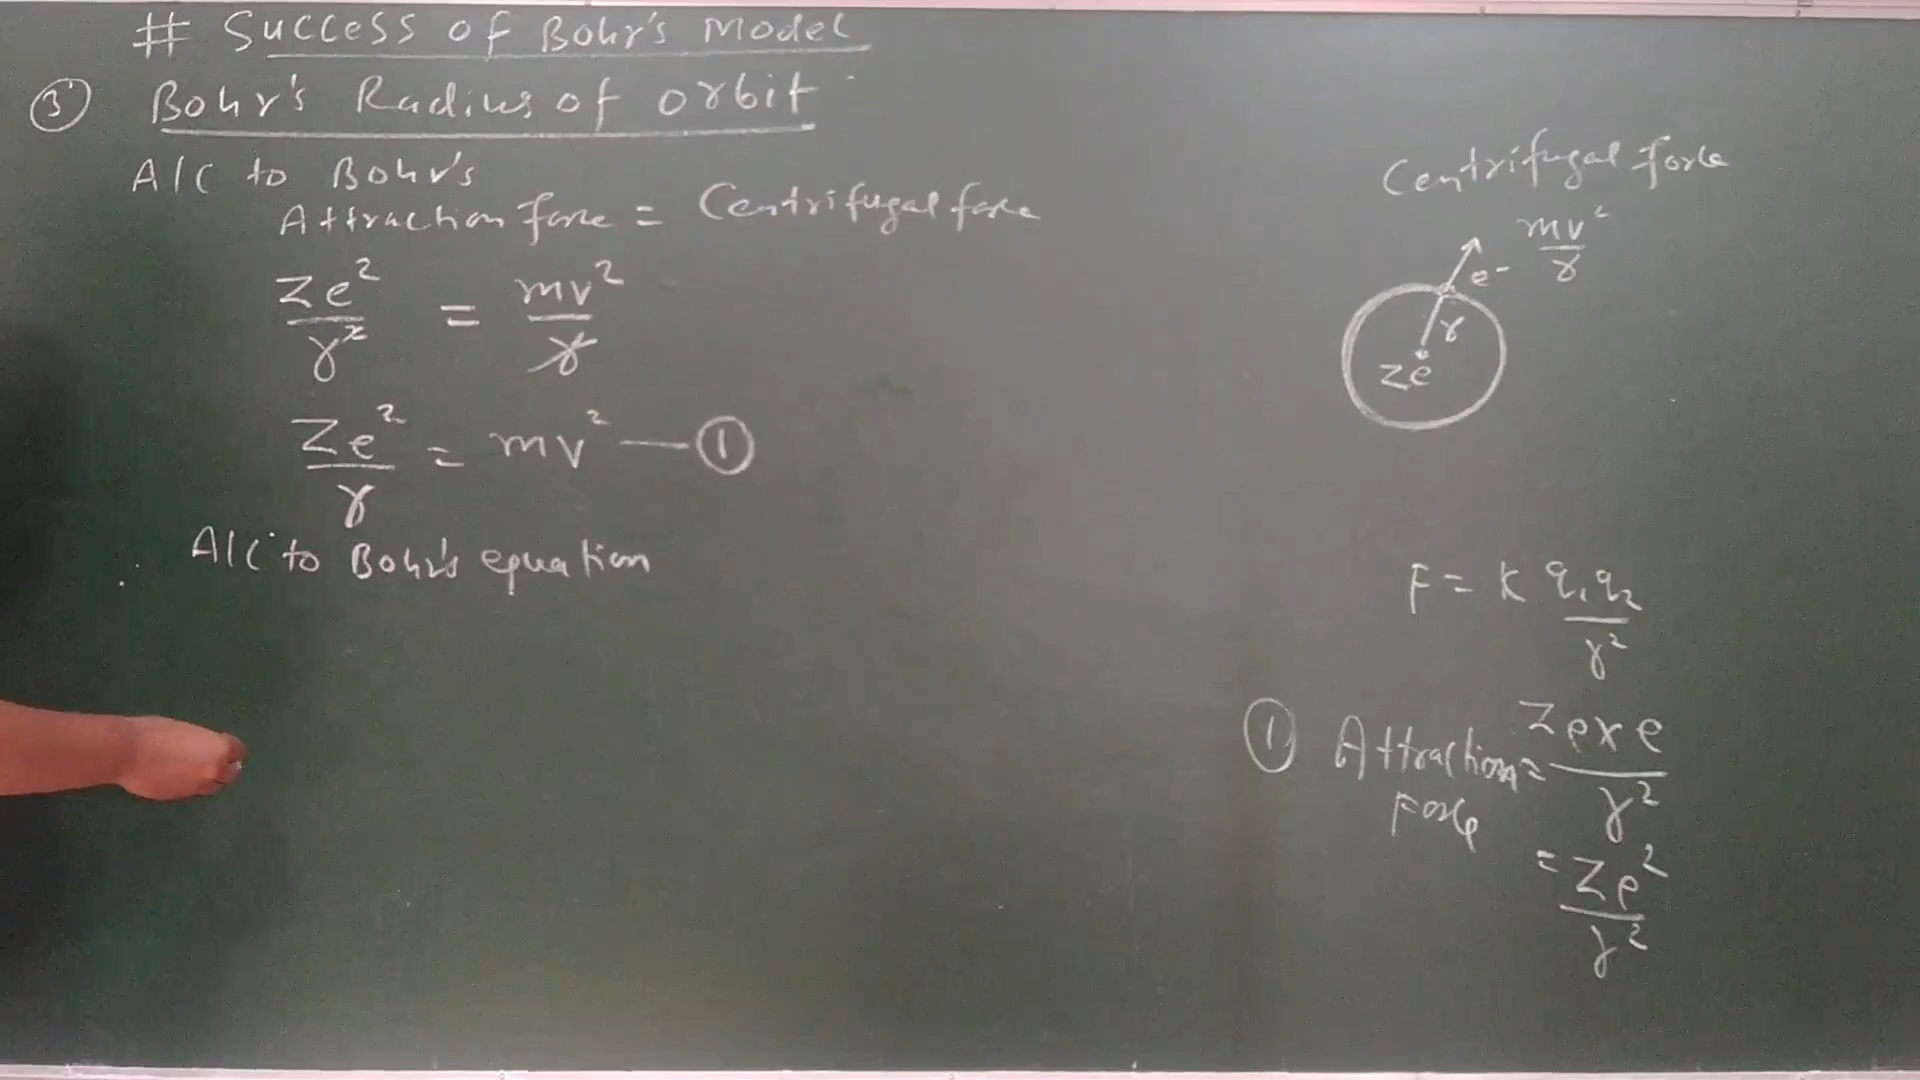 # Success of Bohr's Model
③ Bohr's Radius of orbit
A/C to Bohr's
Attraction force = Centrifugal force
Ze²/r² = mv²/r
Ze²/r = mv² — ①
A/C to Bohr's equation
Centrifugal force
mv²/r
e-
r
Ze
F = K q₁q₂/r²
① Attraction Force = Zexe/r²
= Ze²/r²